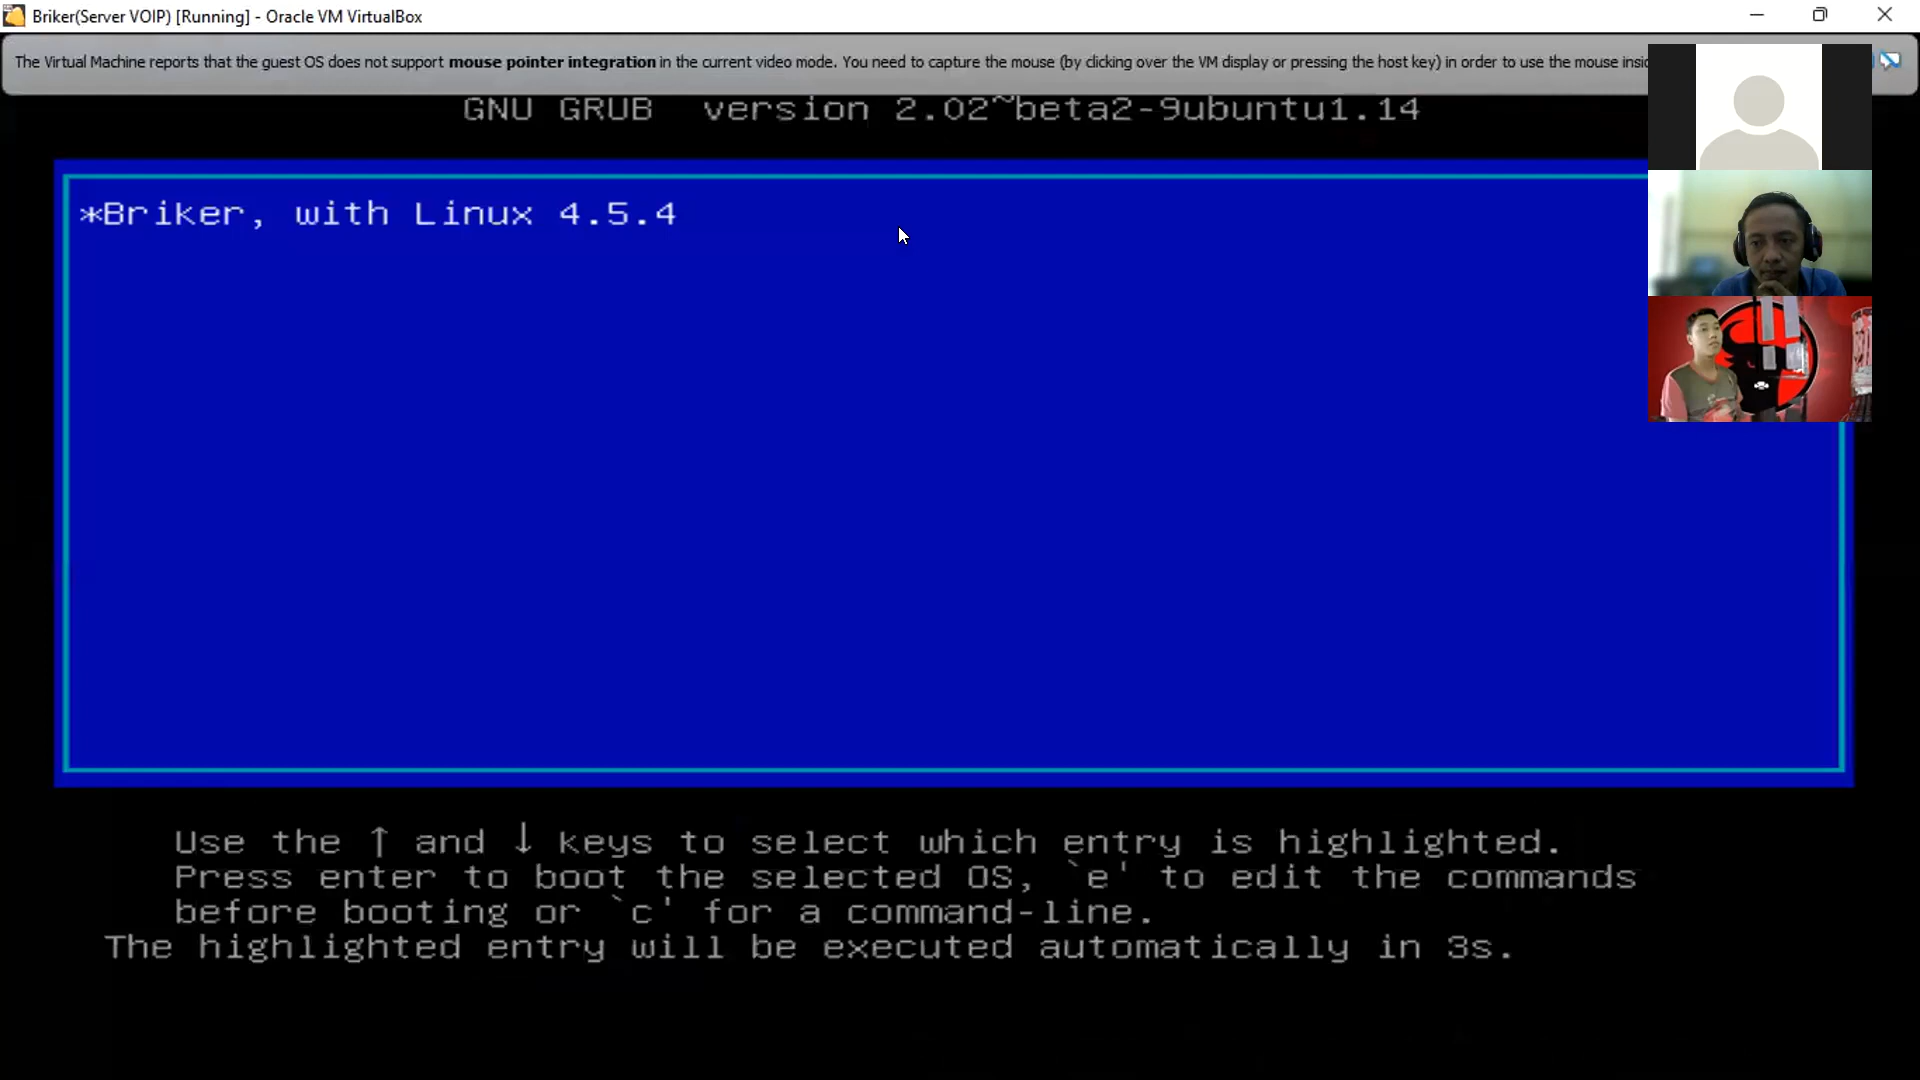 Briker(Server VOIP) [Running] - Oracle VM VirtualBox
The Virtual Machine reports that the guest OS does not support mouse pointer integration in the current video mode. You need to capture the mouse (by clicking over the VM display or pressing the host key) in order to use the mouse
GNU GRUB version 2.02~beta2-9ubuntu1.14
*Briker, with Linux 4.5.4
Use the ↑ and ↓ keys to select which entry is highlighted.
Press enter to boot the selected OS, `e' to edit the commands
before booting or `c' for a command-line.
The highlighted entry will be executed automatically in 3s.